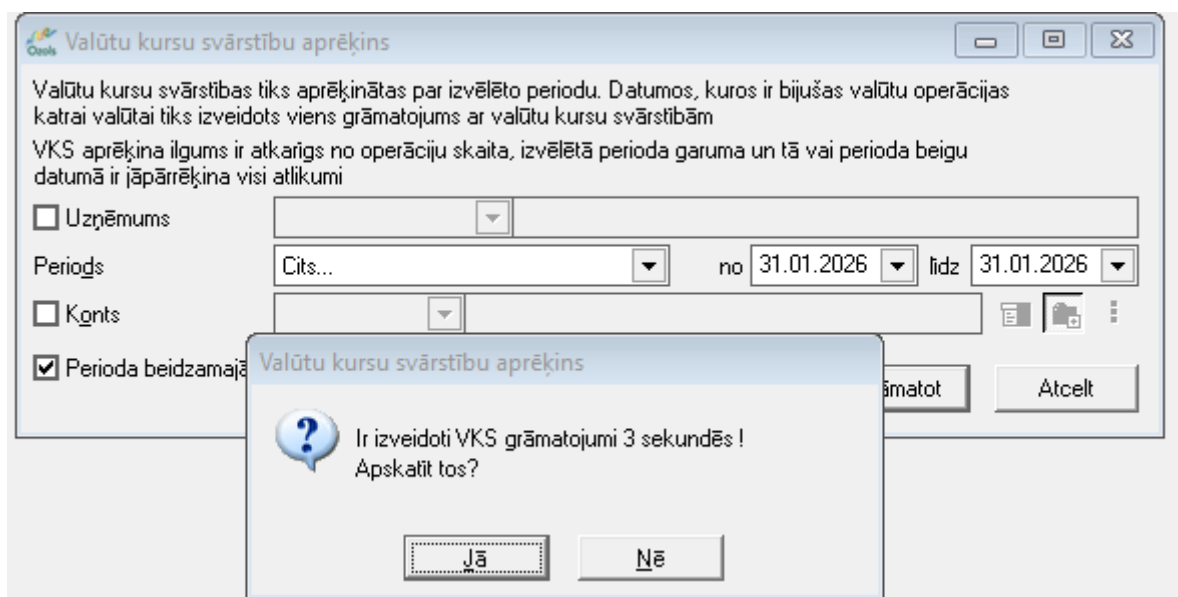 Ozols Valūtu kursu svārstību aprēķins
Valūtu kursu svārstības tiks aprēķinātas par izvēlēto periodu. Datumos, kuros ir bijušas valūtu operācijas
katrai valūtai tiks izveidots viens grāmatojums ar valūtu kursu svārstībām
VKS aprēķina ilgums ir atkarīgs no operāciju skaita, izvēlētā perioda garuma un tā vai perioda beigu
datumā ir jāpārrēķina visi atlikumi
Uzņēmums
Periods Cits... no 31.01.2026 līdz 31.01.2026
Konts
Perioda beidzamajā
āmatot Atcelt
Valūtu kursu svārstību aprēķins
Ir izveidoti VKS grāmatojumi 3 sekundēs !
Apskatīt tos?
Jā Nē